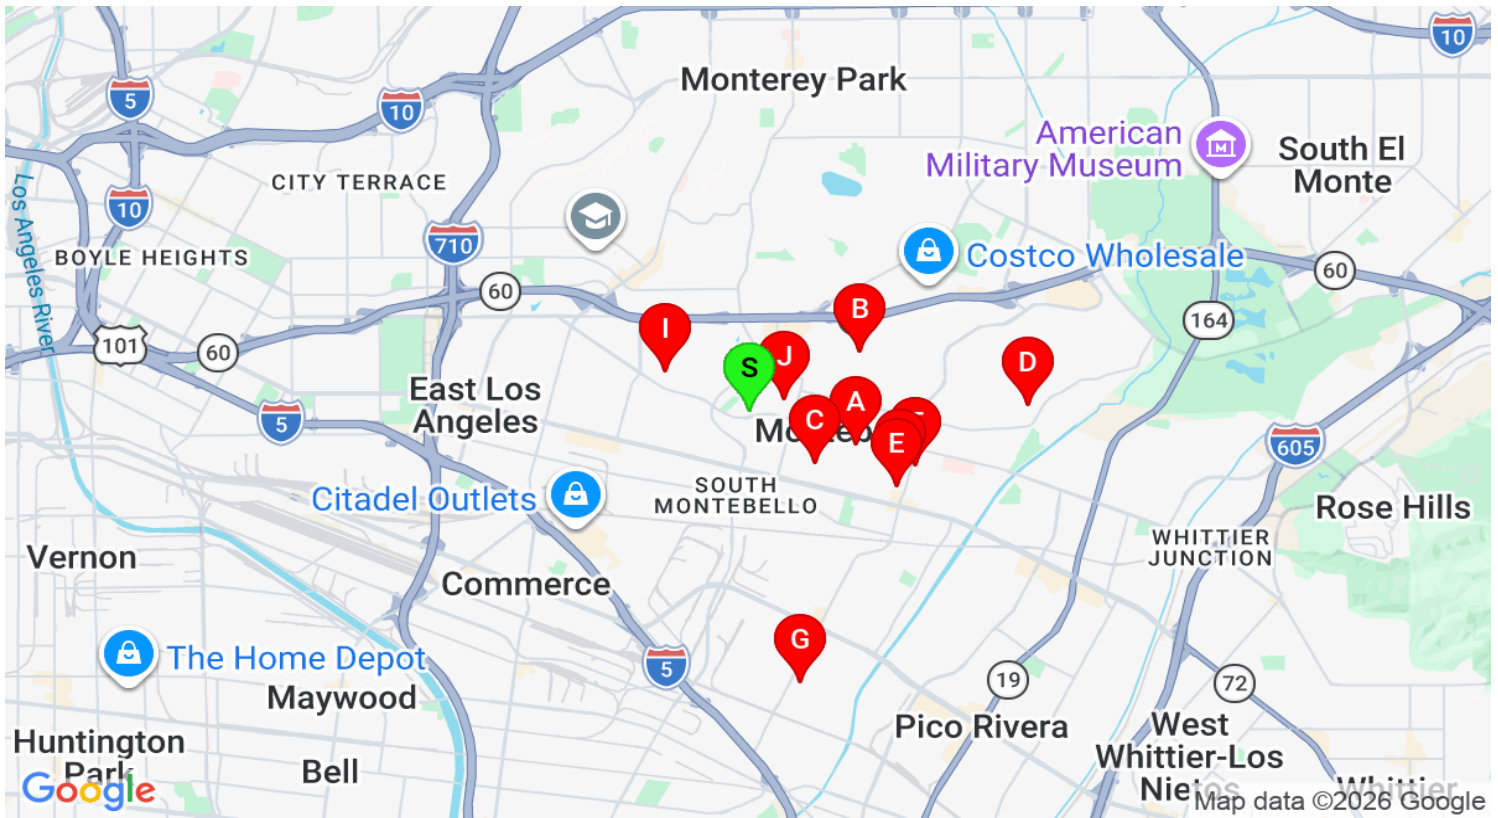 10
5
Monterey Park
10
American
Military Museum
South El
Monte
CITY TERRACE
10
Los Angeles River
710
BOYLE HEIGHTS
Costco Wholesale
60
60
B
164
I
101
60
J
S
D
East Los
Angeles
A
C
5
E
605
Citadel Outlets
SOUTH
MONTEBELLO
Rose Hills
WHITTIER
JUNCTION
Vernon
Commerce
G
The Home Depot
5
19
72
Maywood
Pico Rivera
West
Whittier-Los
Nietos
Huntington
Park
Bell
Whittier
Google
Map data ©2026 Google